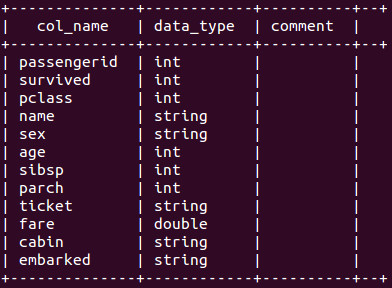 +--------------+------------+----------+--+
|   col_name   | data_type  | comment  |
+--------------+------------+----------+--+
| passengerid  | int        |          |
| survived     | int        |          |
| pclass       | int        |          |
| name         | string     |          |
| sex          | string     |          |
| age          | int        |          |
| sibsp        | int        |          |
| parch        | int        |          |
| ticket       | string     |          |
| fare         | double     |          |
| cabin        | string     |          |
| embarked     | string     |          |
+--------------+------------+----------+--+